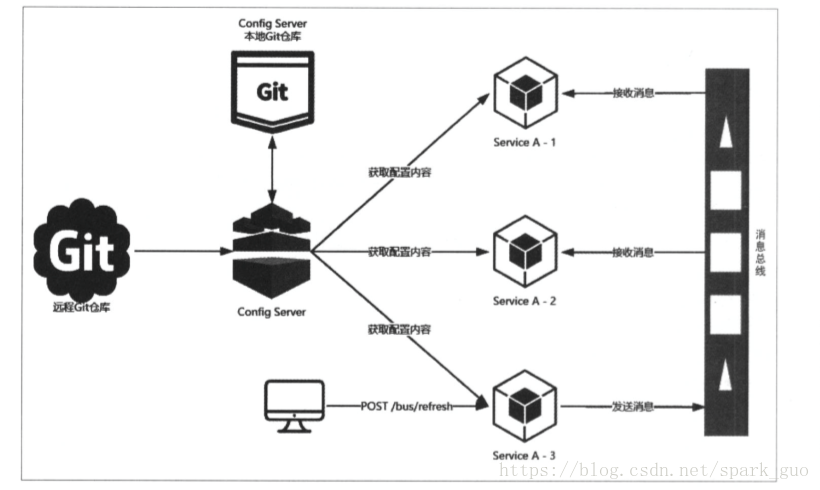 Config Server
本地Git仓库
Git
Service A - 1
接收消息
获取配置内容
Git
远程Git仓库
Config Server
获取配置内容
Service A - 2
接收消息
消息总线
获取配置内容
POST /bus/refresh
Service A - 3
发送消息
https://blog.csdn.net/spark_guo